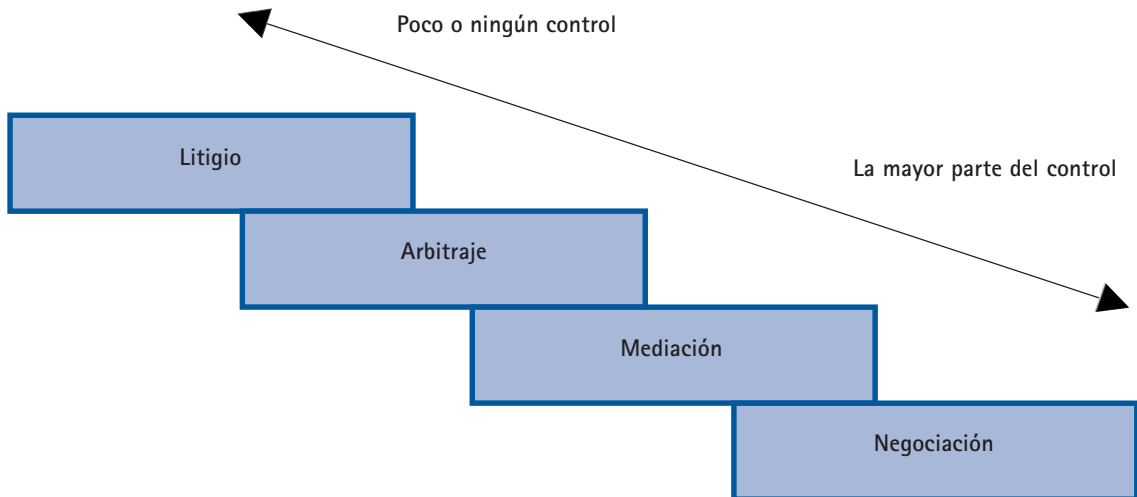 Poco o ningún control
Litigio
La mayor parte del control
Arbitraje
Mediación
Negociación